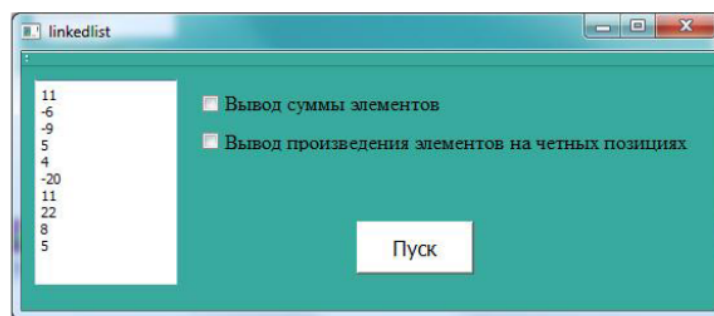 linkedlist
11
-6
-9
5
4
-20
11
22
8
5
Вывод суммы элементов
Вывод произведения элементов на четных позициях
Пуск